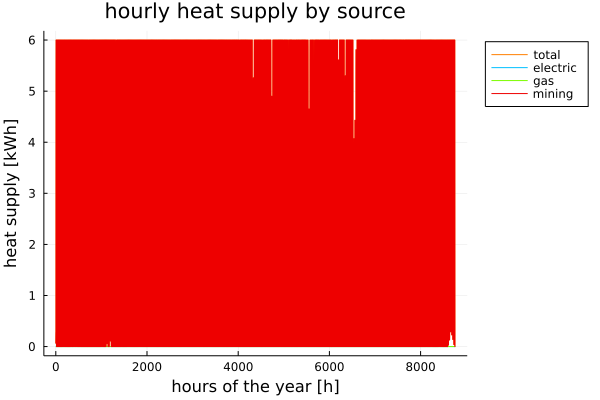 hourly heat supply by source
heat supply [kWh]
6
5
4
3
2
1
0
0 2000 4000 6000 8000
hours of the year [h]
total
electric
gas
mining